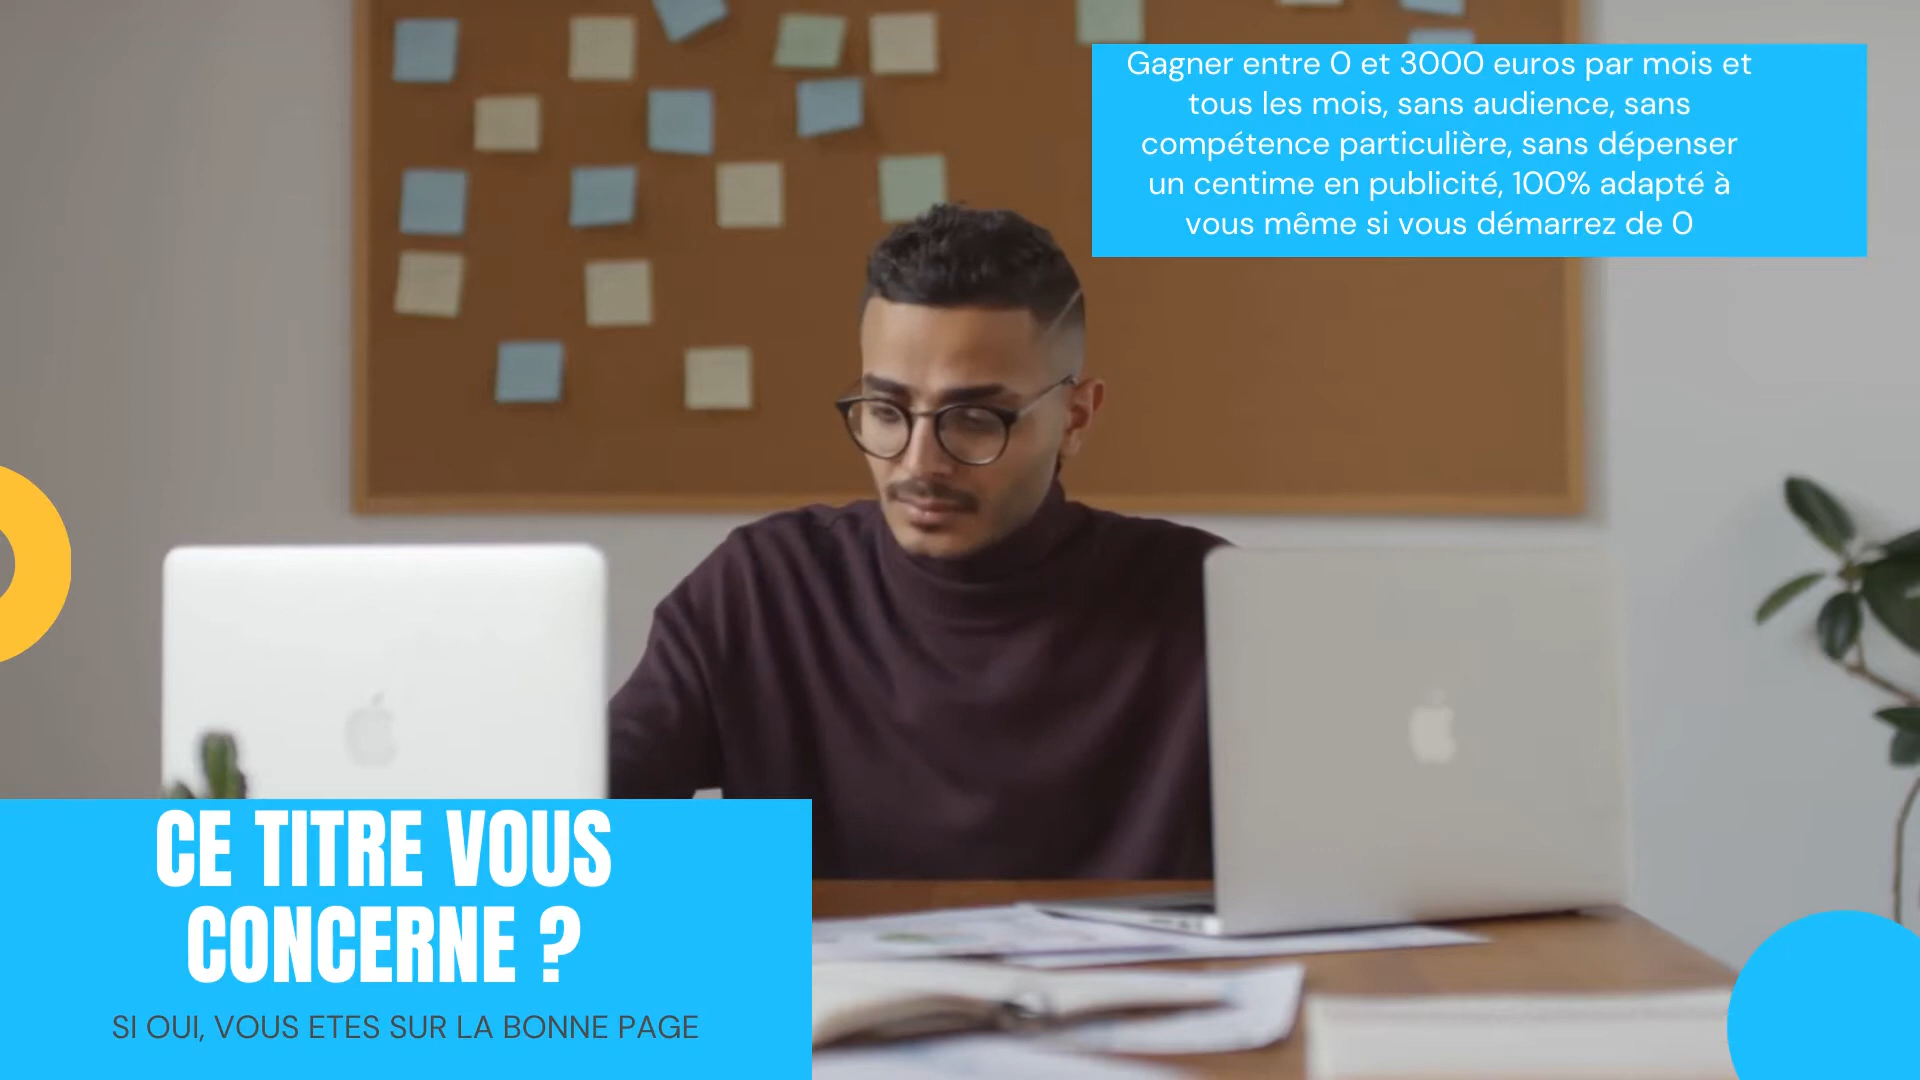 Gagner entre 0 et 3000 euros par mois et
tous les mois, sans audience, sans
compétence particulière, sans dépenser
un centime en publicité, 100% adapté à
vous même si vous démarrez de 0
CE TITRE VOUS
CONCERNE ?
SI OUI, VOUS ETES SUR LA BONNE PAGE